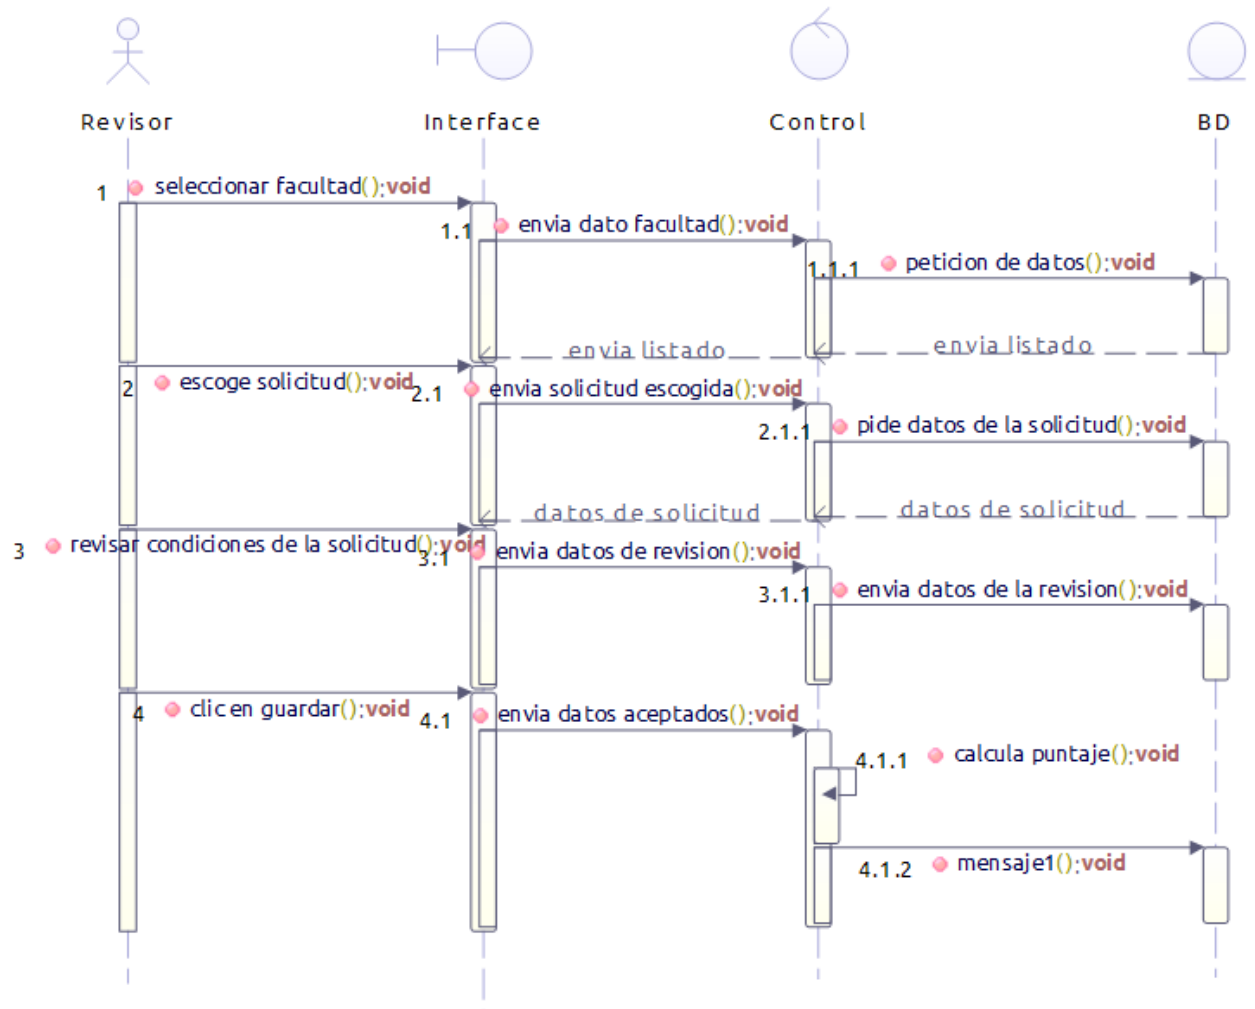 Revisor
Interface
Control
BD
1 seleccionar facultad():void
1.1 envia dato facultad():void
1.1.1 peticion de datos():void
envia listado
envia listado
2 escoge solicitud():void
2.1 envia solicitud escogida():void
2.1.1 pide datos de la solicitud():void
datos de solicitud
datos de solicitud
3 revisar condiciones de la solicitud():void
3.1 envia datos de revision():void
3.1.1 envia datos de la revision():void
4 clic en guardar():void
4.1 envia datos aceptados():void
4.1.1 calcula puntaje():void
4.1.2 mensaje1():void